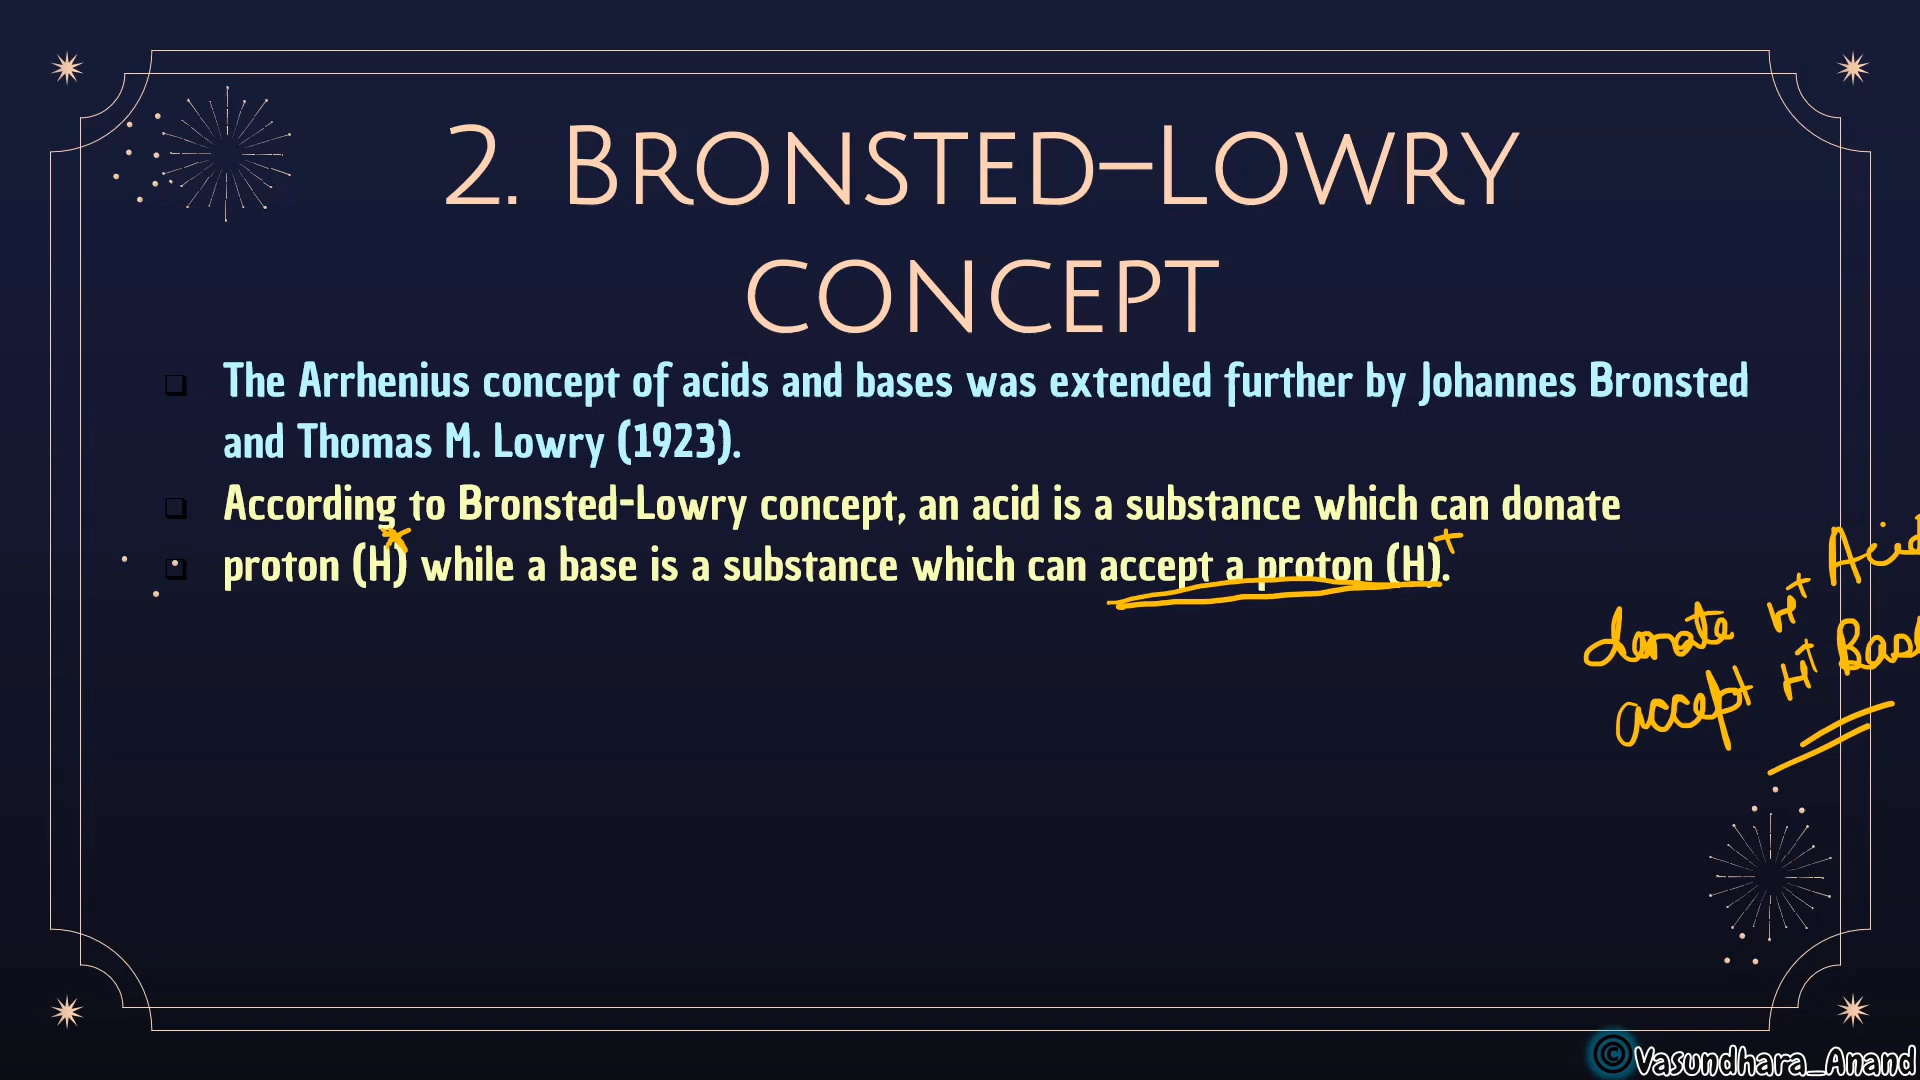 2. BRONSTED–LOWRY
CONCEPT
The Arrhenius concept of acids and bases was extended further by Johannes Bronsted
and Thomas M. Lowry (1923).
According to Bronsted-Lowry concept, an acid is a substance which can donate
proton (H)+ while a base is a substance which can accept a proton (H)+.
donate H+ Acid
accept H+ Bas
© Vasundhara_Anand